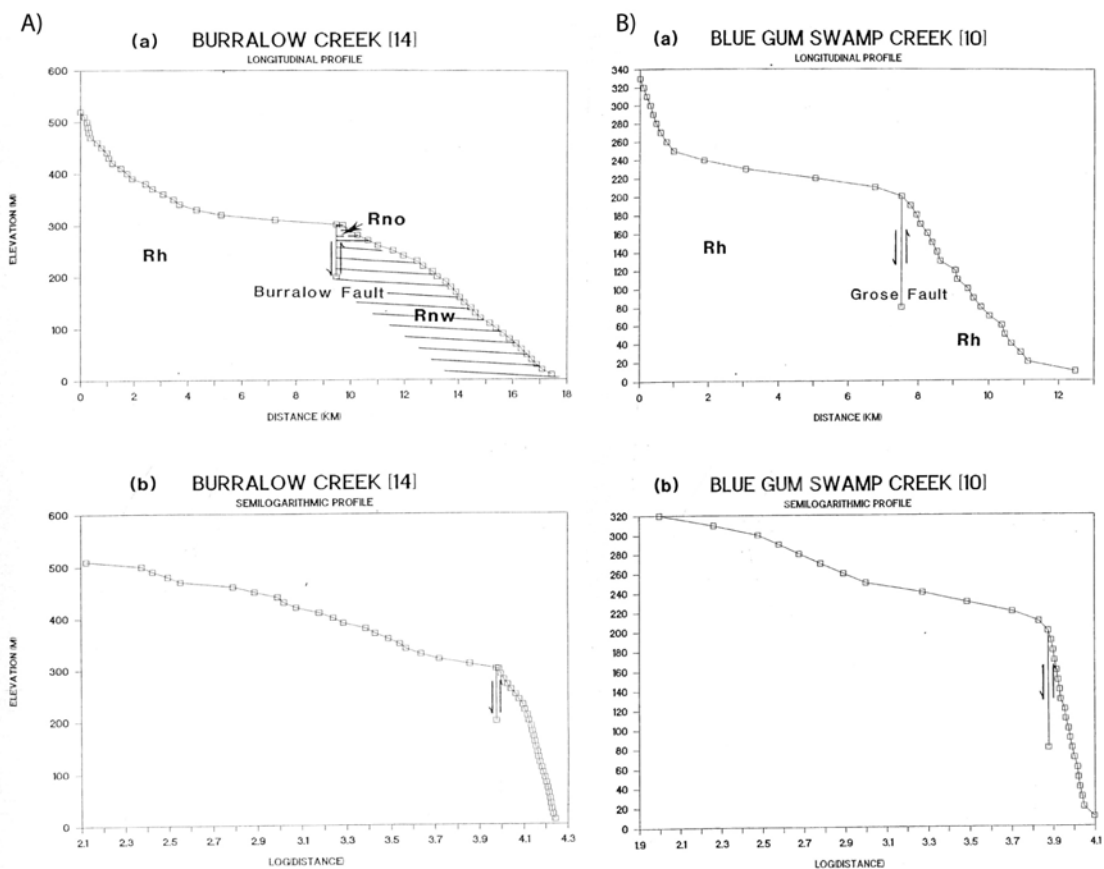 A)
(a) BURRALOW CREEK [14]
LONGITUDINAL PROFILE
600
500
400
300
200
100
0
ELEVATION (M)
Rh
Rno
Burralow Fault
Rnw
0 2 4 6 8 10 12 14 16 18
DISTANCE (KM)
B)
(a) BLUE GUM SWAMP CREEK [10]
LONGITUDINAL PROFILE
340
320
300
280
260
240
220
200
180
160
140
120
100
80
60
40
20
0
Rh
Grose Fault
Rh
0 2 4 6 8 10 12
DISTANCE (KM)
(b) BURRALOW CREEK [14]
SEMILOGARITHMIC PROFILE
600
500
400
300
200
100
0
ELEVATION (M)
2.1 2.3 2.5 2.7 2.9 3.1 3.3 3.5 3.7 3.9 4.1 4.3
LOG(DISTANCE)
(b) BLUE GUM SWAMP CREEK [10]
SEMILOGARITHMIC PROFILE
320
300
280
260
240
220
200
180
160
140
120
100
80
60
40
20
0
1.9 2.1 2.3 2.5 2.7 2.9 3.1 3.3 3.5 3.7 3.9 4.1
LOG(DISTANCE)